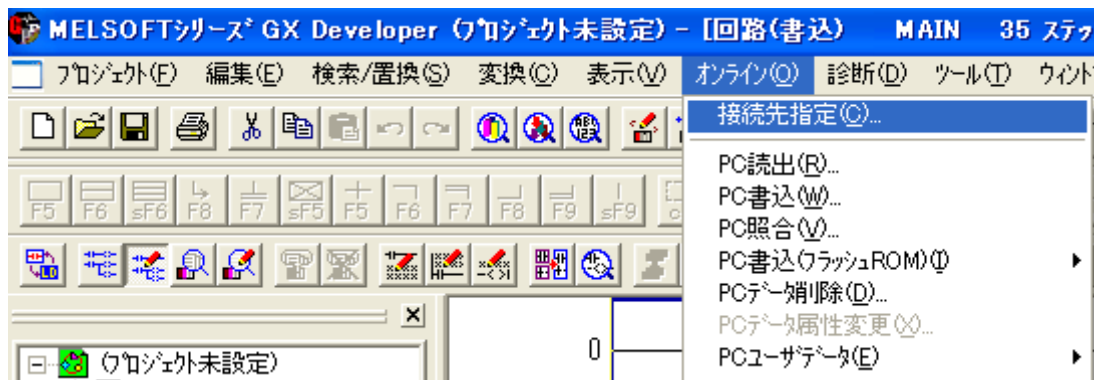 MELSOFTシリーズ GX Developer (プロジェクト未設定) - [回路(書込) MAIN 35 ステッ
プロジェクト(F) 編集(E) 検索/置換(S) 変換(C) 表示(V) オンライン(O) 診断(D) ツール(T) ウィント
接続先指定(C)...
PC読出(R)...
PC書込(W)...
PC照合(V)...
PC書込(フラッシュROM)(I)
PCデータ削除(D)...
PCデータ属性変更(X)...
PCユーザデータ(E)
F5 F6 sF6 F8 F7 sF5 F5 F6 F7 F8 F9 sF9 c
LD
(プロジェクト未設定)
0